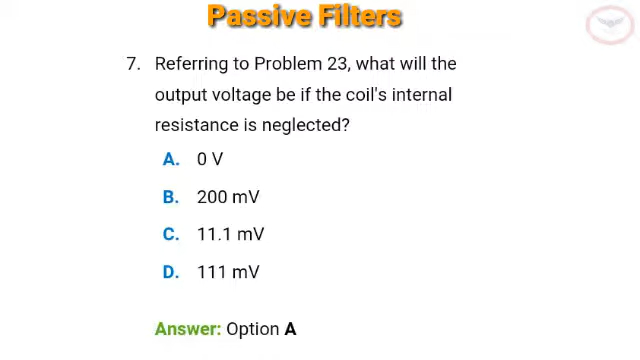 Passive Filters
7. Referring to Problem 23, what will the
output voltage be if the coil's internal
resistance is neglected?
A. 0 V
B. 200 mV
C. 11.1 mV
D. 111 mV
Answer: Option A